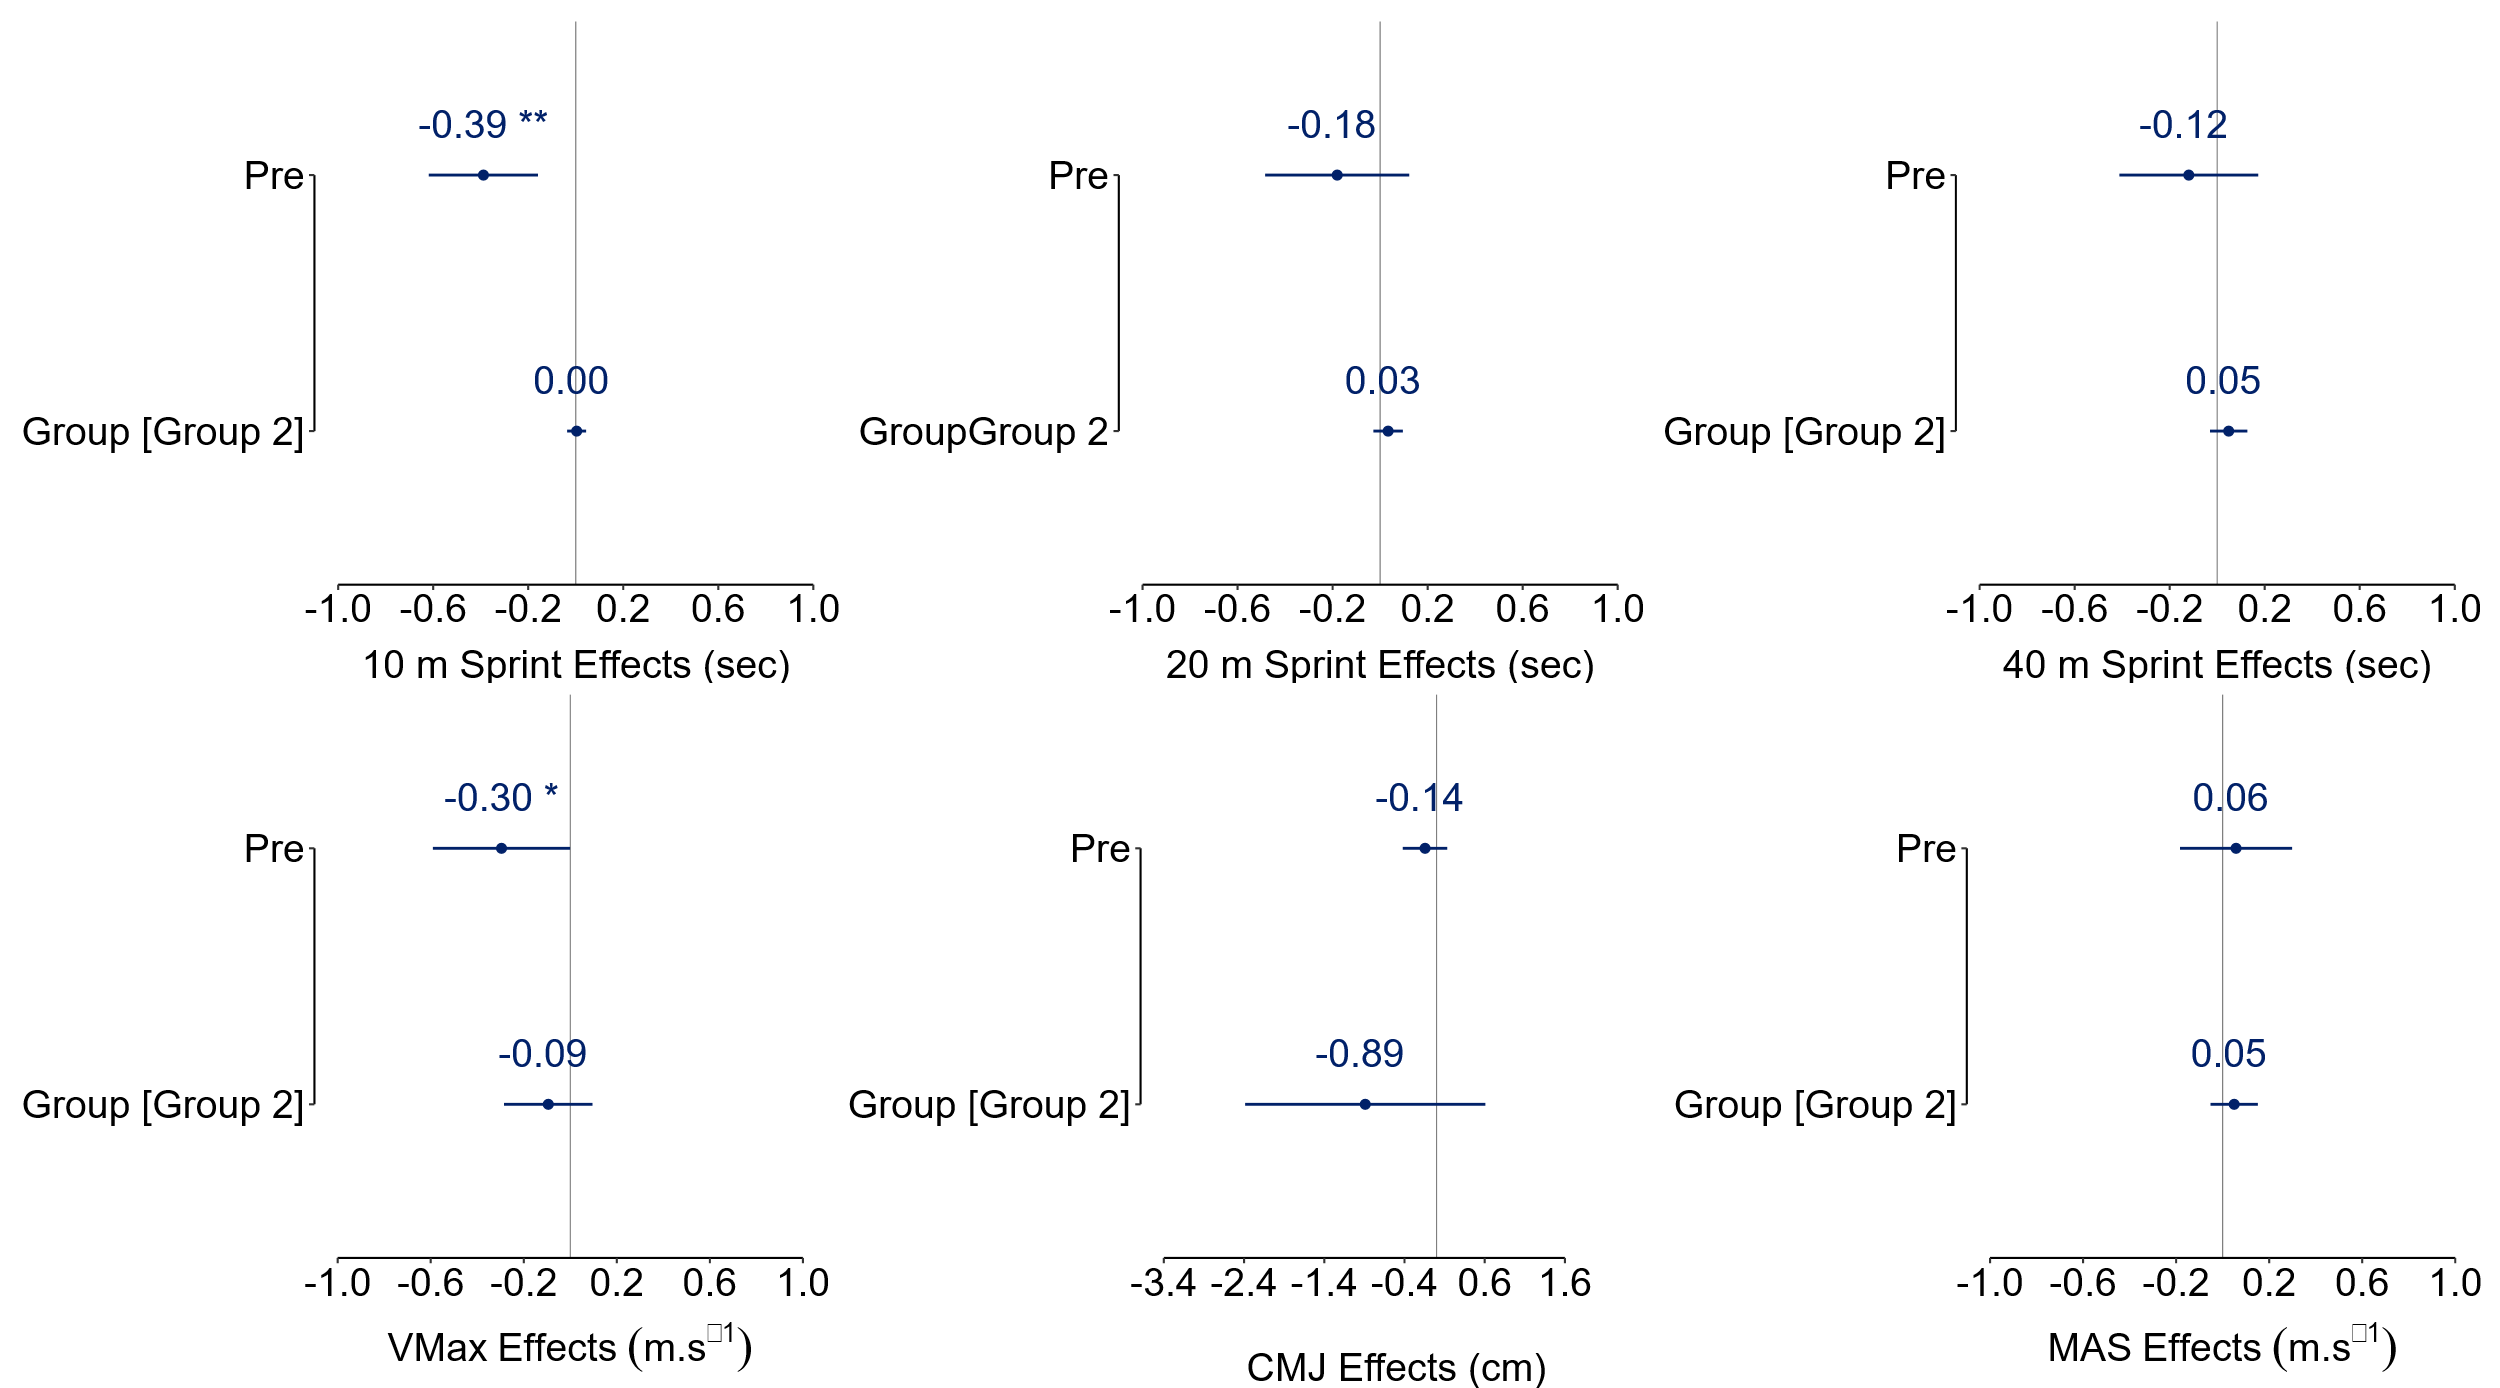 -0.39 **
Pre
0.00
Group [Group 2]
-1.0 -0.6 -0.2 0.2 0.6 1.0
10 m Sprint Effects (sec)
-0.18
Pre
0.03
GroupGroup 2
-1.0 -0.6 -0.2 0.2 0.6 1.0
20 m Sprint Effects (sec)
-0.12
Pre
0.05
Group [Group 2]
-1.0 -0.6 -0.2 0.2 0.6 1.0
40 m Sprint Effects (sec)
-0.30 *
Pre
-0.09
Group [Group 2]
-1.0 -0.6 -0.2 0.2 0.6 1.0
VMax Effects (m.s□1)
-0.14
Pre
-0.89
Group [Group 2]
-3.4 -2.4 -1.4 -0.4 0.6 1.6
CMJ Effects (cm)
0.06
Pre
0.05
Group [Group 2]
-1.0 -0.6 -0.2 0.2 0.6 1.0
MAS Effects (m.s□1)